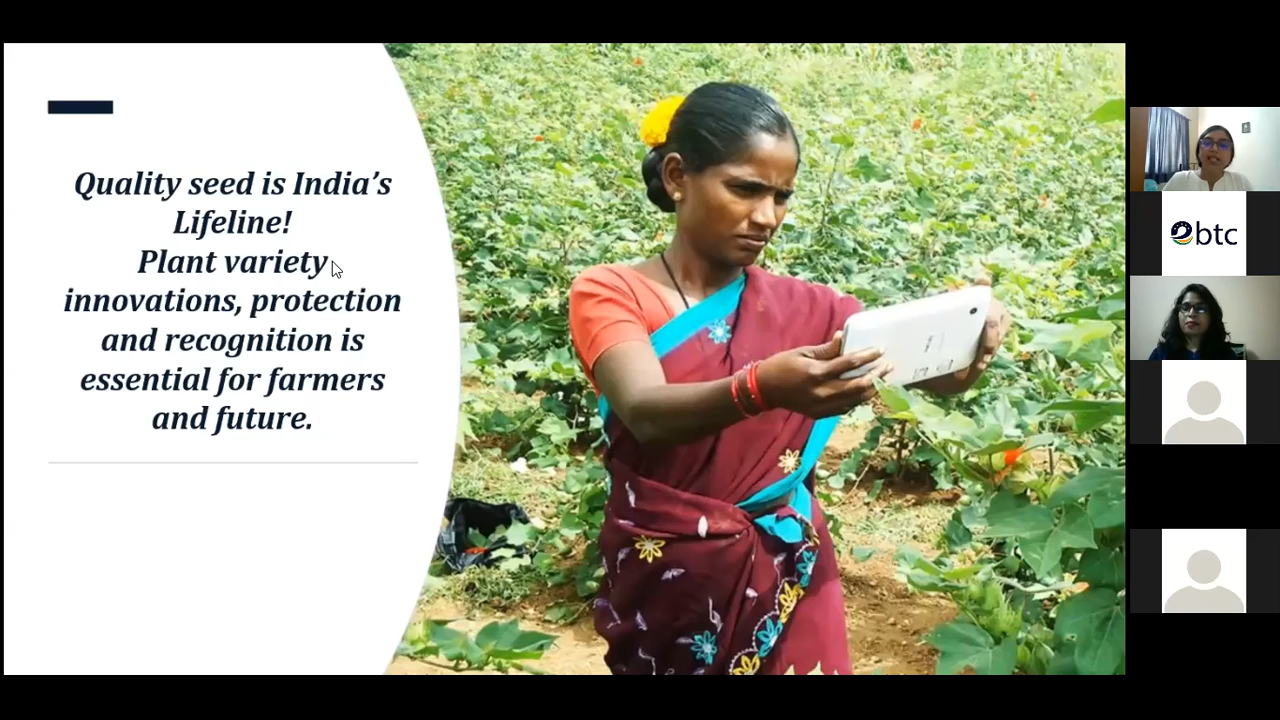 Quality seed is India’s
Lifeline!
Plant variety
innovations, protection
and recognition is
essential for farmers
and future.
btc